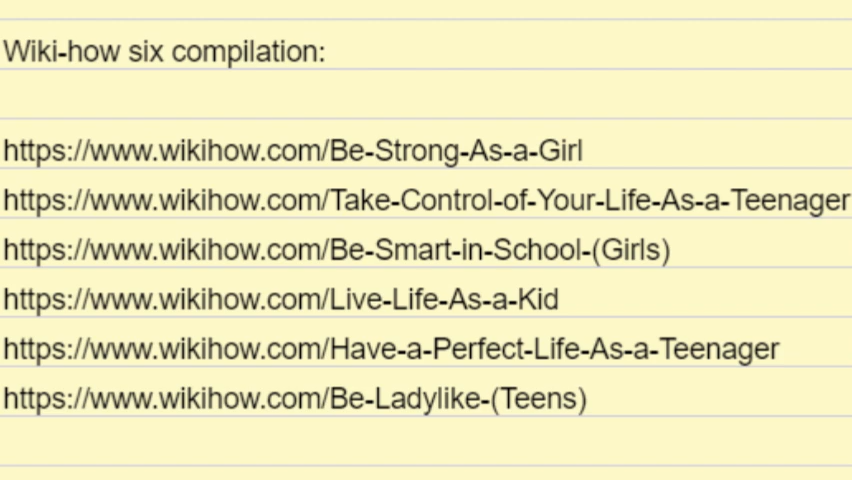 Wiki-how six compilation:
https://www.wikihow.com/Be-Strong-As-a-Girl
https://www.wikihow.com/Take-Control-of-Your-Life-As-a-Teenager
https://www.wikihow.com/Be-Smart-in-School-(Girls)
https://www.wikihow.com/Live-Life-As-a-Kid
https://www.wikihow.com/Have-a-Perfect-Life-As-a-Teenager
https://www.wikihow.com/Be-Ladylike-(Teens)